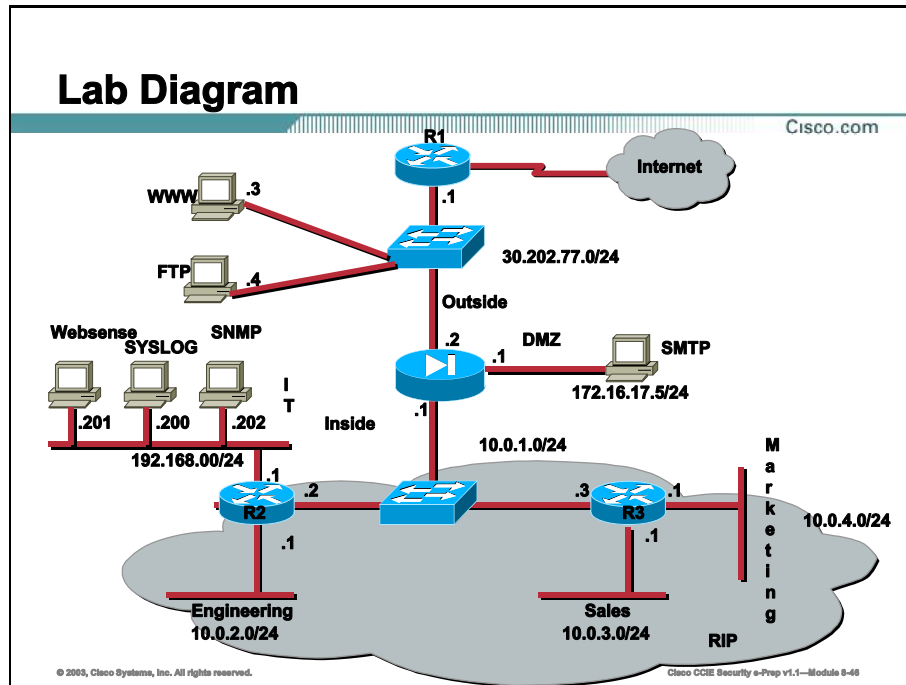 Lab Diagram
Cisco.com
R1
Internet
WWW
.3
.1
FTP
.4
30.202.77.0/24
Outside
Websense
SYSLOG
SNMP
.2
DMZ
.1
SMTP
172.16.17.5/24
IT
.201
.200
.202
.1
Inside
192.168.00/24
10.0.1.0/24
Marketing
.1
.2
.3
.1
R2
R3
10.0.4.0/24
.1
.1
Engineering
10.0.2.0/24
Sales
10.0.3.0/24
RIP
© 2003, Cisco Systems, Inc. All rights reserved.
Cisco CCIE Security e-Prep v1.1—Module 8-46